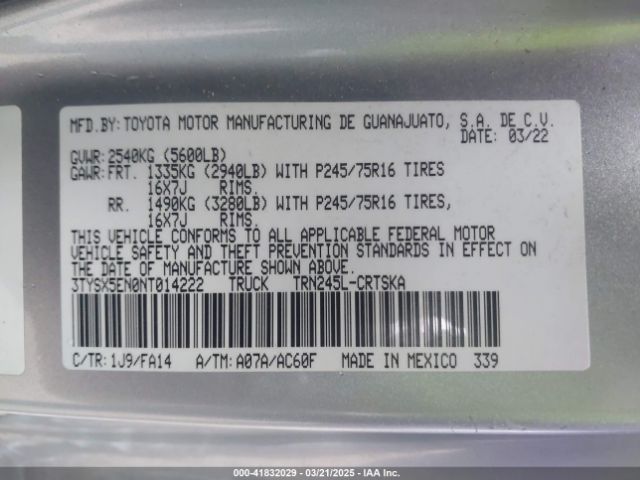 MFD.BY:TOYOTA MOTOR MANUFACTURING DE GUANAJUATO, S.A. DE C.V.
DATE: 03/22
GVWR:2540KG (5600LB)
GAWR:FRT. 1335KG (2940LB) WITH P245/75R16 TIRES
16X7J RIMS.
RR. 1490KG (3280LB) WITH P245/75R16 TIRES,
16X7J RIMS.
THIS VEHICLE CONFORMS TO ALL APPLICABLE FEDERAL MOTOR
VEHICLE SAFETY AND THEFT PREVENTION STANDARDS IN EFFECT ON
THE DATE OF MANUFACTURE SHOWN ABOVE.
3TYSX5EN0NT014222 TRUCK TRN245L-CRTSKA
C/TR:1J9/FA14 A/TM:A07A/AC60F MADE IN MEXICO 339
000-41832029 - 03/21/2025 - IAA Inc.